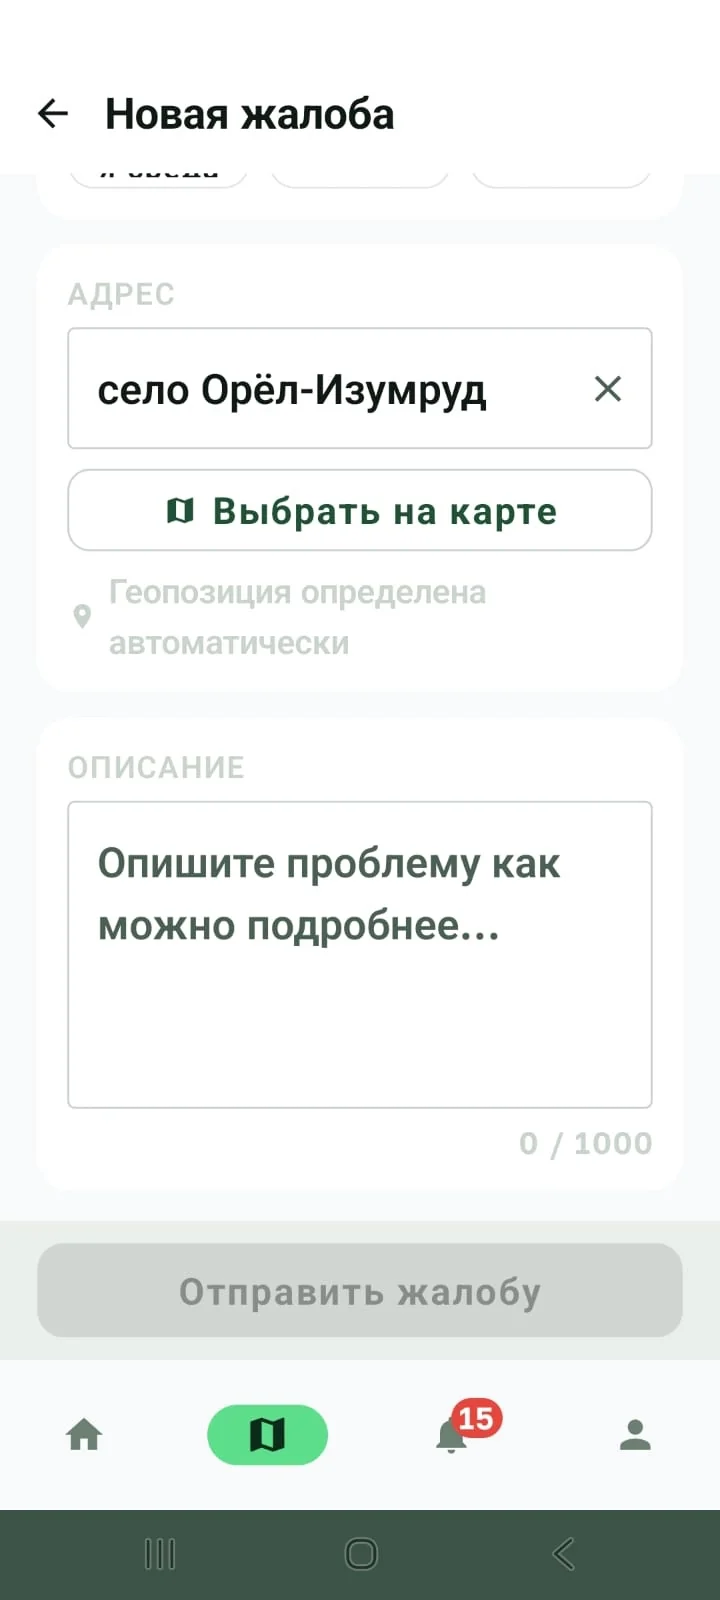 Новая жалоба
АДРЕС
село Орёл-Изумруд
Выбрать на карте
Геопозиция определена
автоматически
ОПИСАНИЕ
Опишите проблему как
можно подробнее...
0 / 1000
Отправить жалобу
15